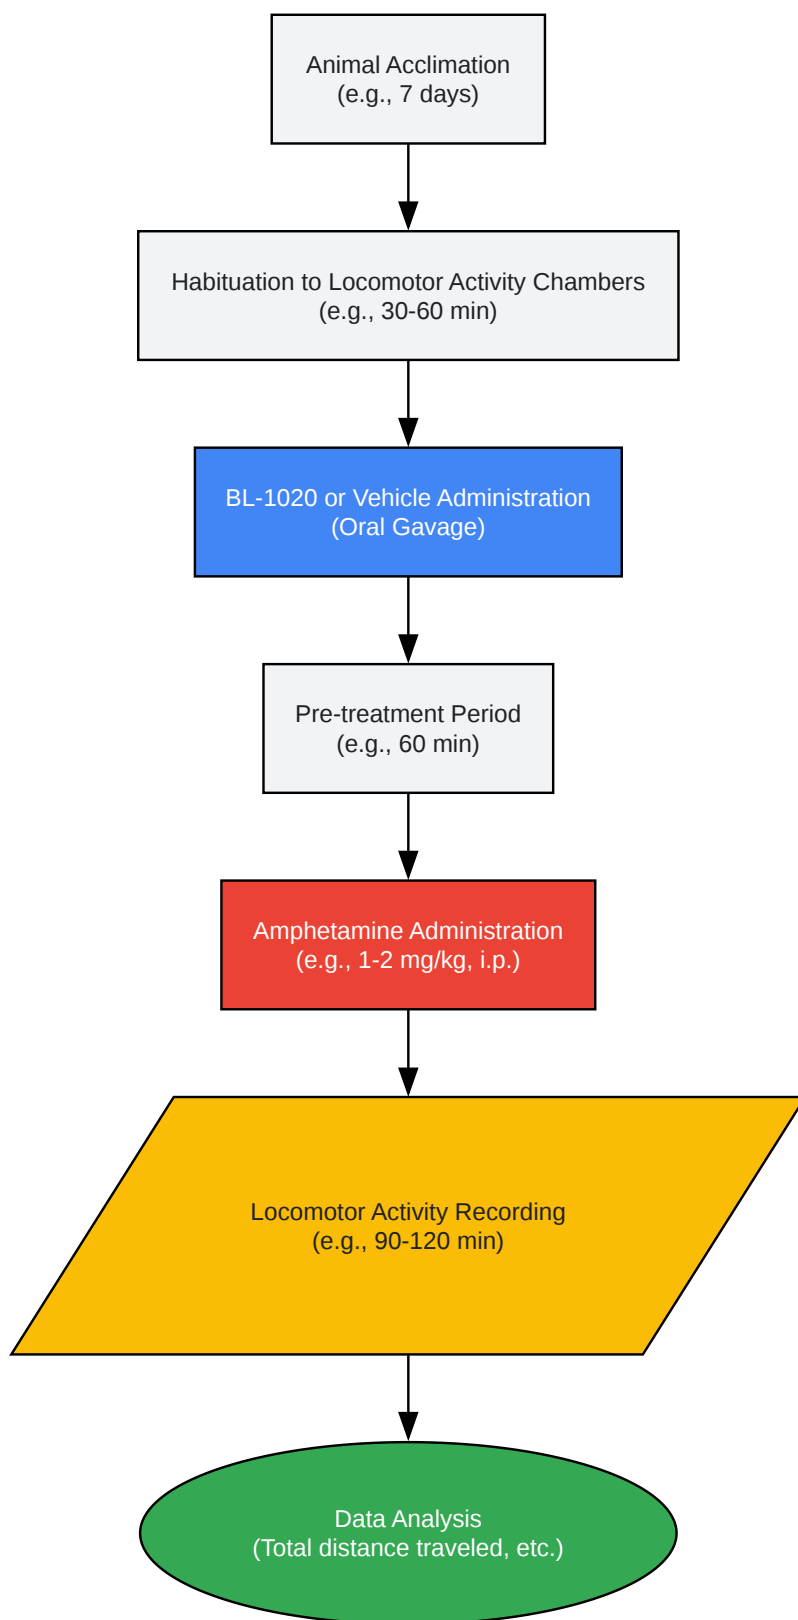 Animal Acclimation
(e.g., 7 days)
Habituation to Locomotor Activity Chambers
(e.g., 30-60 min)
BL-1020 or Vehicle Administration
(Oral Gavage)
Pre-treatment Period
(e.g., 60 min)
Amphetamine Administration
(e.g., 1-2 mg/kg, i.p.)
Locomotor Activity Recording
(e.g., 90-120 min)
Data Analysis
(Total distance traveled, etc.)